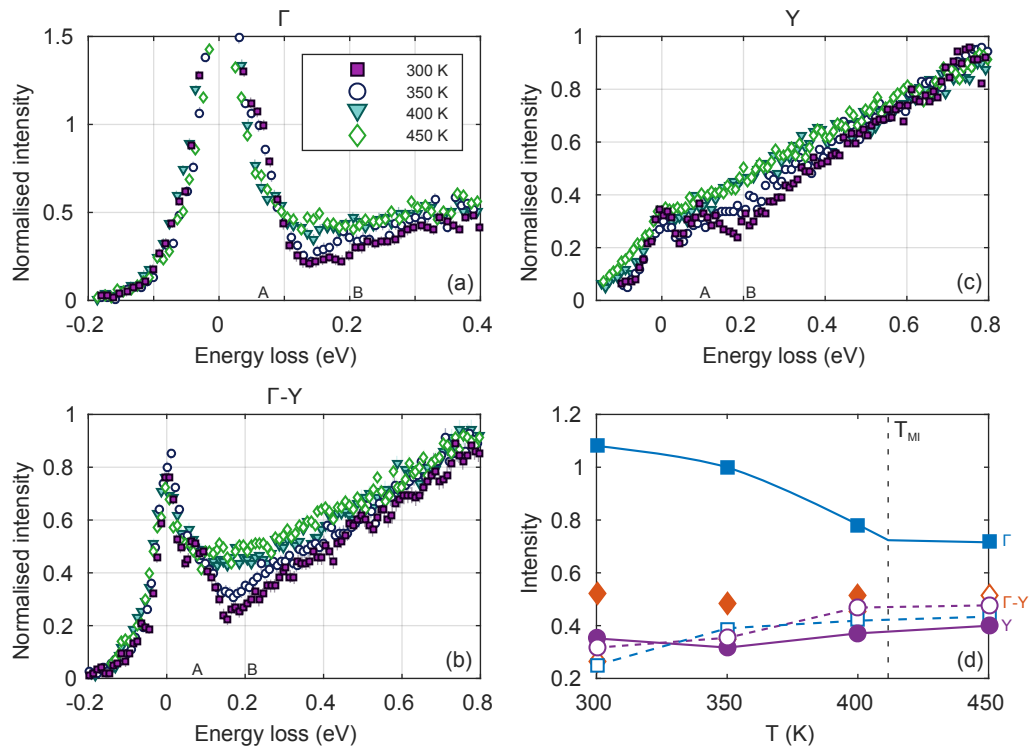 Γ
Normalised intensity
1.5
1
0.5
0
300 K
350 K
400 K
450 K
A
B
(a)
-0.2
0
0.2
0.4
Energy loss (eV)
Y
Normalised intensity
1
0.8
0.6
0.4
0.2
0
A
B
(c)
0
0.2
0.4
0.6
0.8
Energy loss (eV)
Γ-Y
Normalised intensity
1
0.8
0.6
0.4
0.2
0
A
B
(b)
-0.2
0
0.2
0.4
0.6
0.8
Energy loss (eV)
Intensity
1.2
1
0.8
0.6
0.4
0.2
TMI
Γ
Γ-Y
Y
(d)
300
350
400
450
T (K)